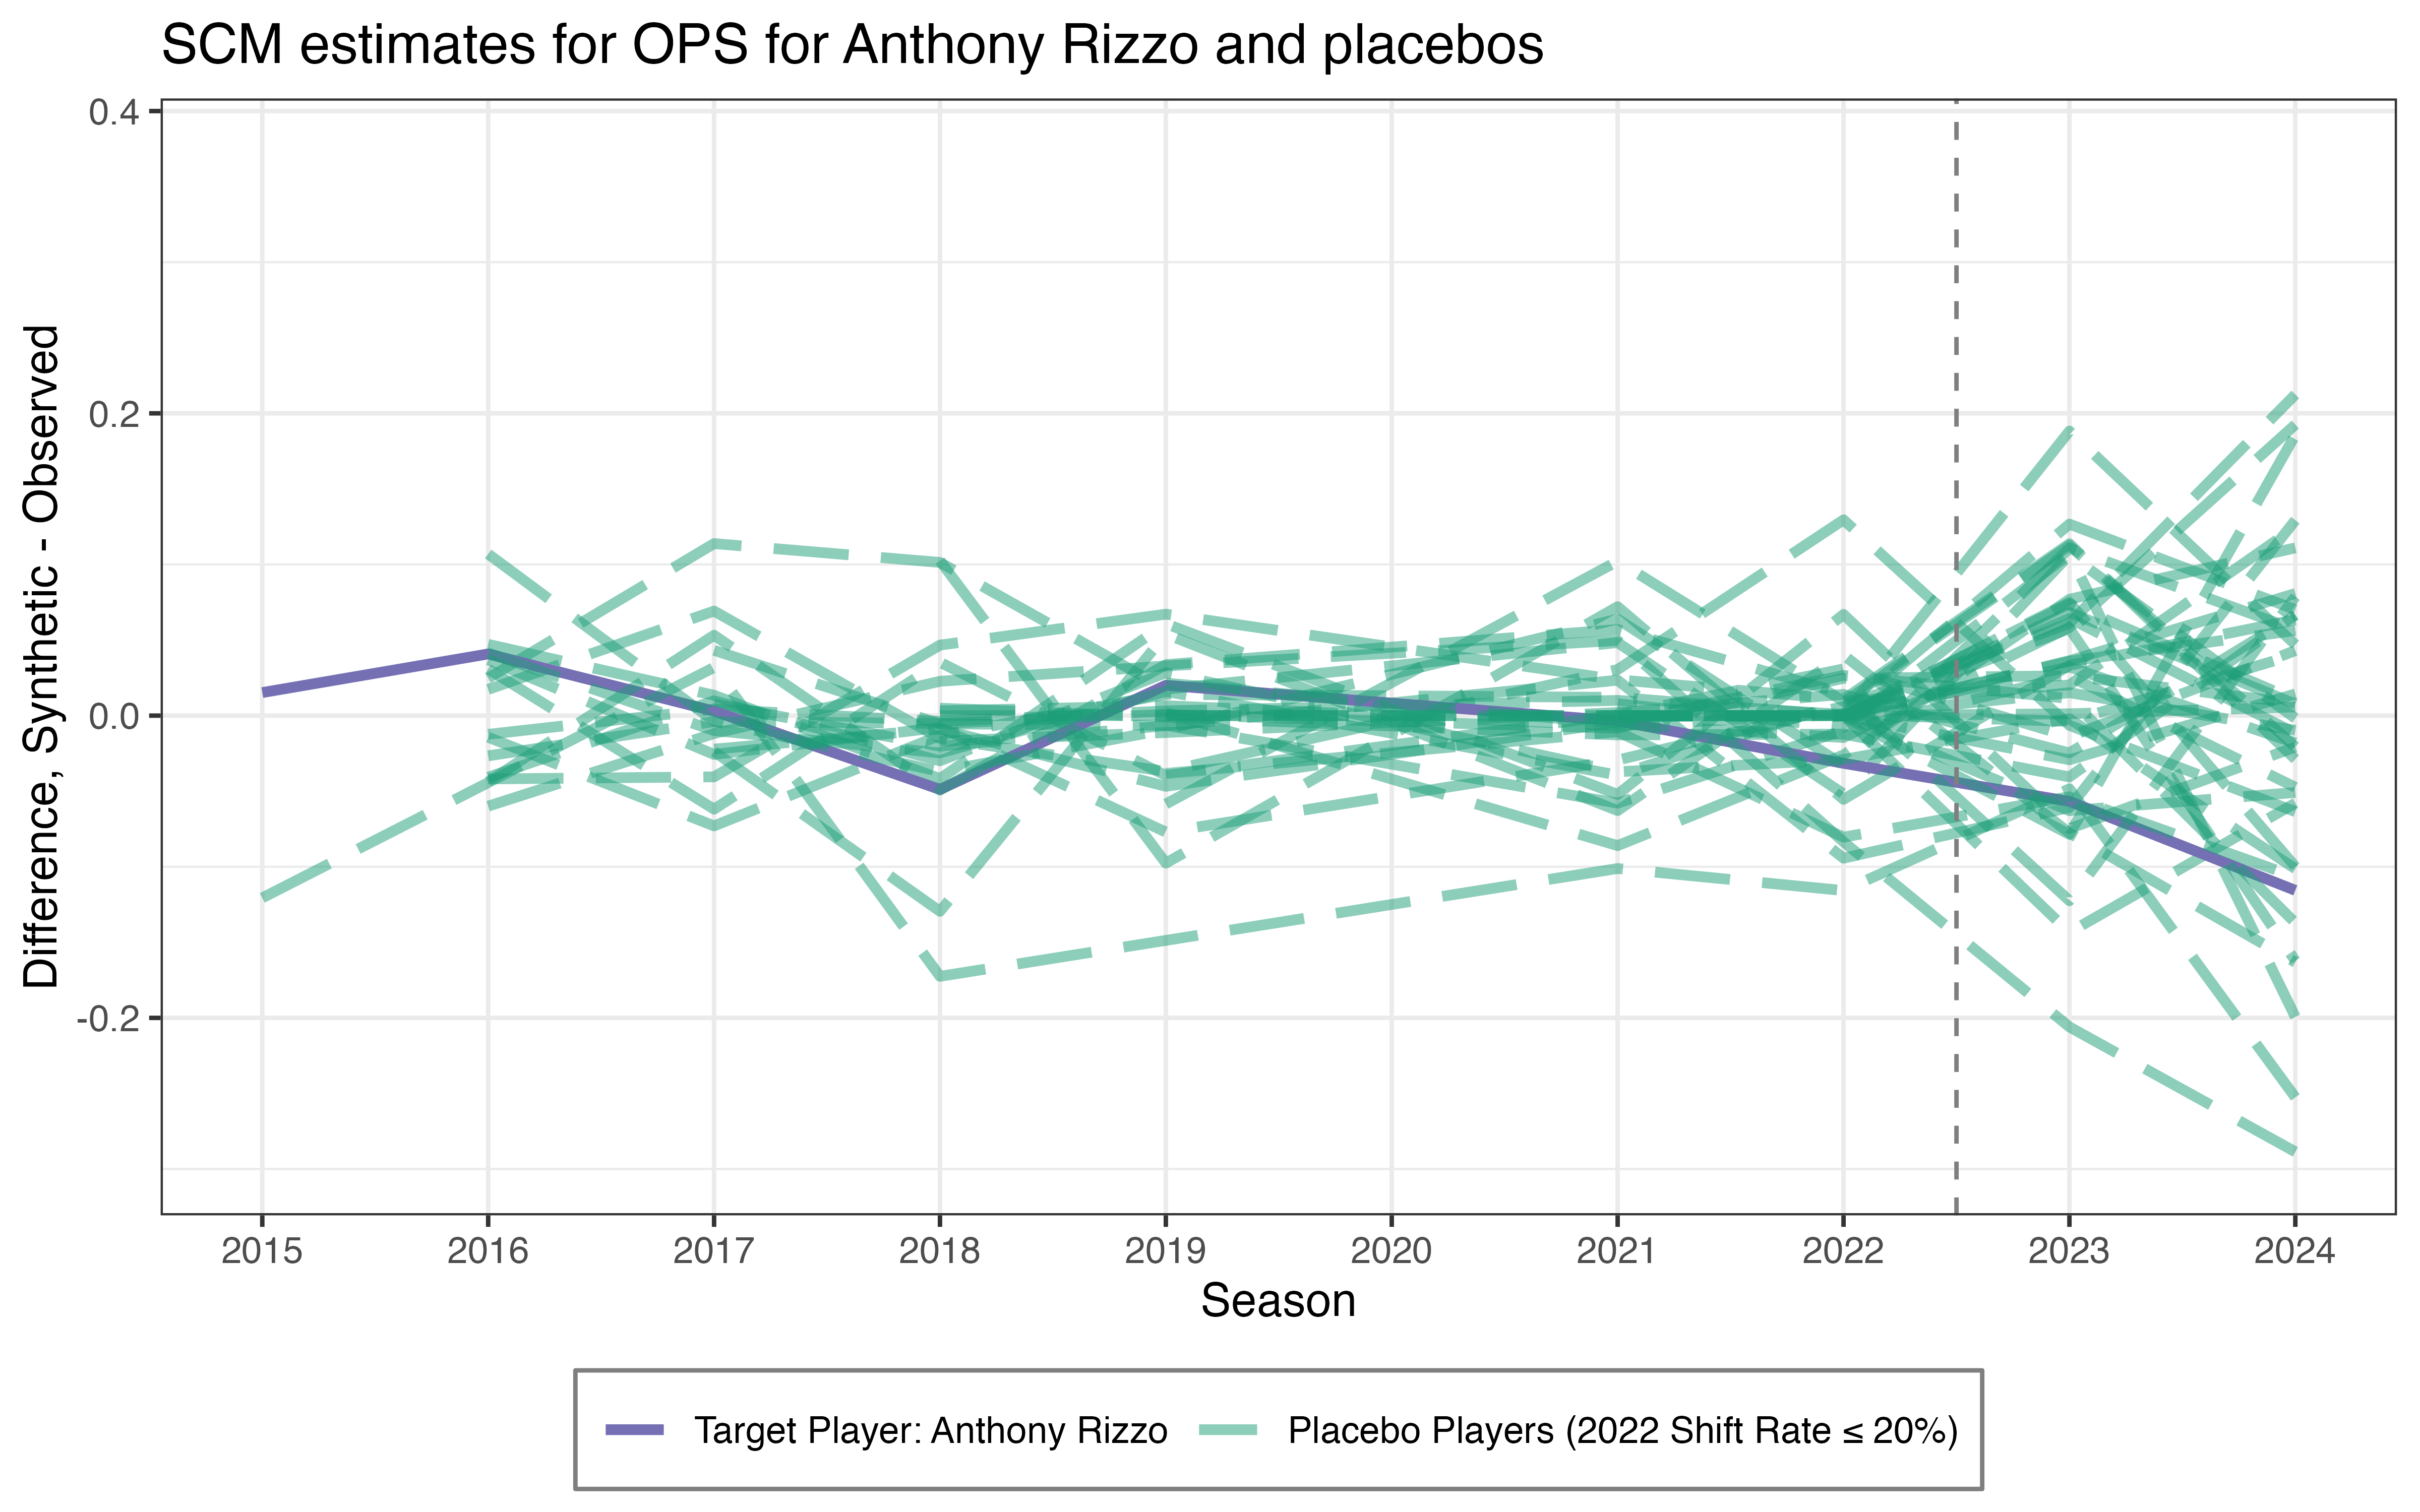 SCM estimates for OPS for Anthony Rizzo and placebos
Difference, Synthetic - Observed
0.4
0.2
0.0
-0.2
2015 2016 2017 2018 2019 2020 2021 2022 2023 2024
Season
Target Player: Anthony Rizzo Placebo Players (2022 Shift Rate ≤ 20%)